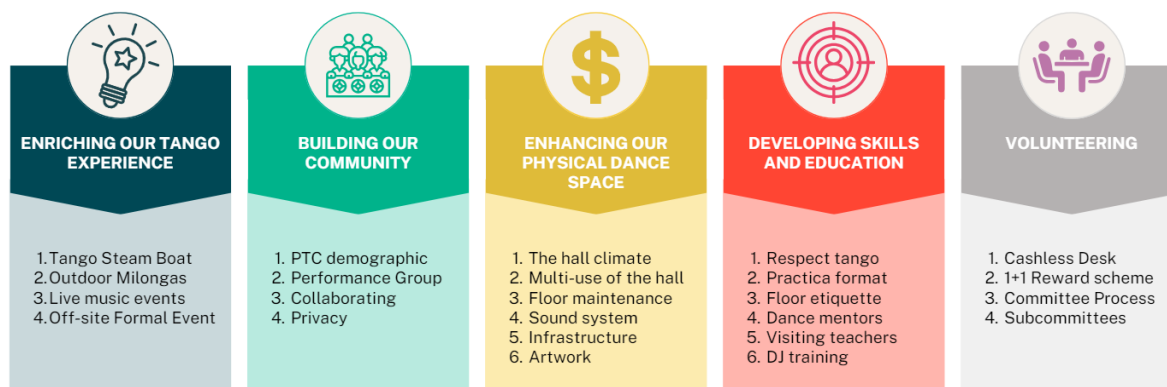 ENRICHING OUR TANGO
EXPERIENCE
1. Tango Steam Boat
2. Outdoor Milongas
3. Live music events
4. Off-site Formal Event
BUILDING OUR
COMMUNITY
1. PTC demographic
2. Performance Group
3. Collaborating
4. Privacy
$
ENHANCING OUR
PHYSICAL DANCE
SPACE
1. The hall climate
2. Multi-use of the hall
3. Floor maintenance
4. Sound system
5. Infrastructure
6. Artwork
DEVELOPING SKILLS
AND EDUCATION
1. Respect tango
2. Practica format
3. Floor etiquette
4. Dance mentors
5. Visiting teachers
6. DJ training
VOLUNTEERING
1. Cashless Desk
2. 1+1 Reward scheme
3. Committee Process
4. Subcommittees